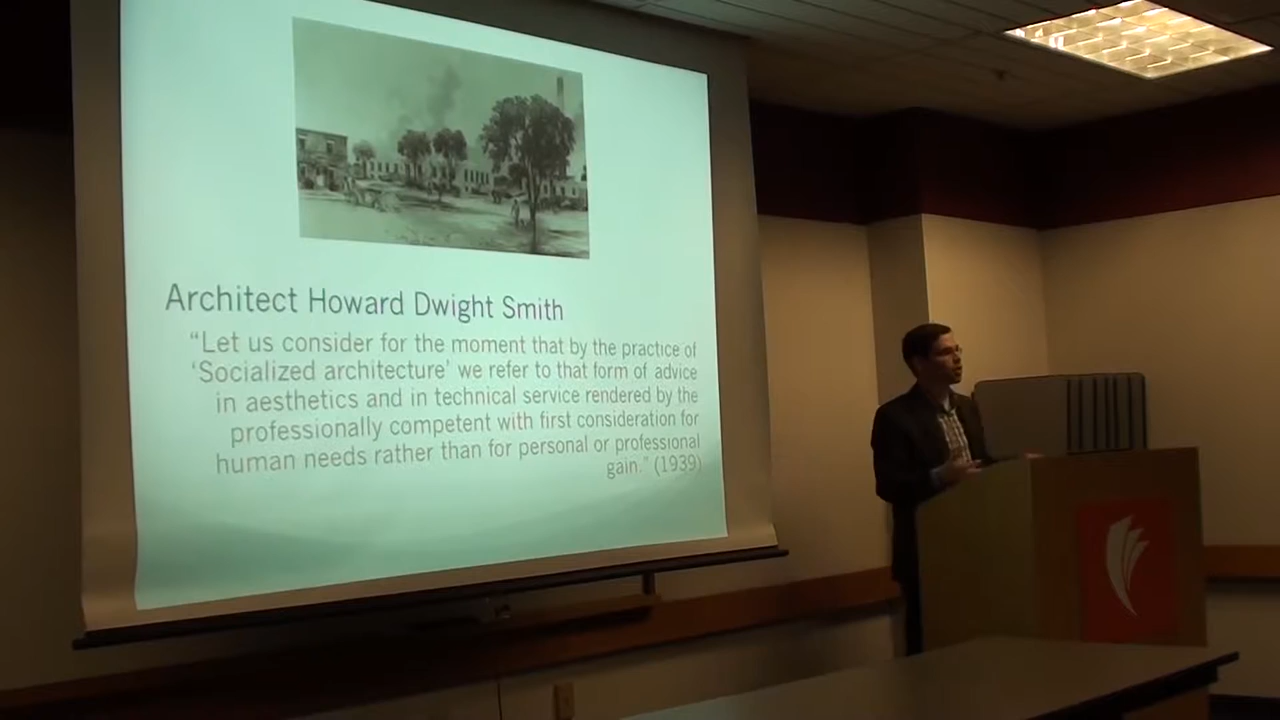 Architect Howard Dwight Smith
“Let us consider for the moment that by the practice of
‘Socialized architecture’ we refer to that form of advice
in aesthetics and in technical service rendered by the
professionally competent with first consideration for
human needs rather than for personal or professional
gain.” (1939)